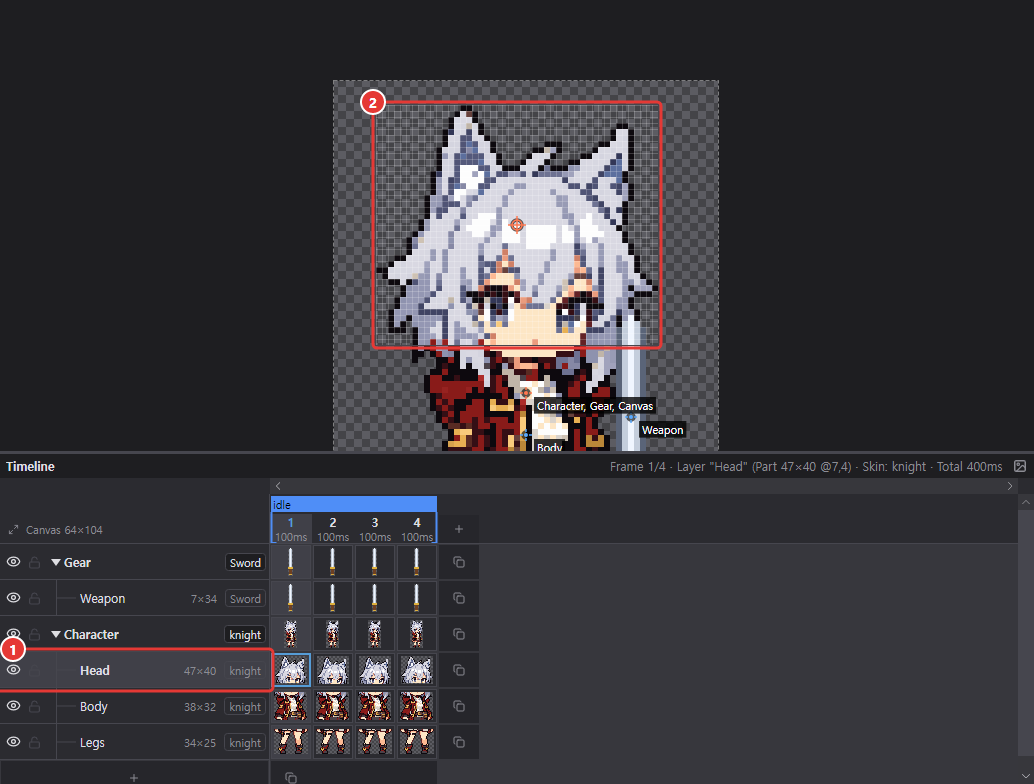 2
Character, Gear, Canvas
Weapon
Body
Timeline
Frame 1/4 · Layer "Head" (Part 47×40 @7,4) · Skin: knight · Total 400ms
idle
Canvas 64×104
1 2 3 4 +
100ms 100ms 100ms 100ms
Gear Sword
Weapon 7×34 Sword
Character knight
1
Head 47×40 knight
Body 38×32 knight
Legs 34×25 knight
+